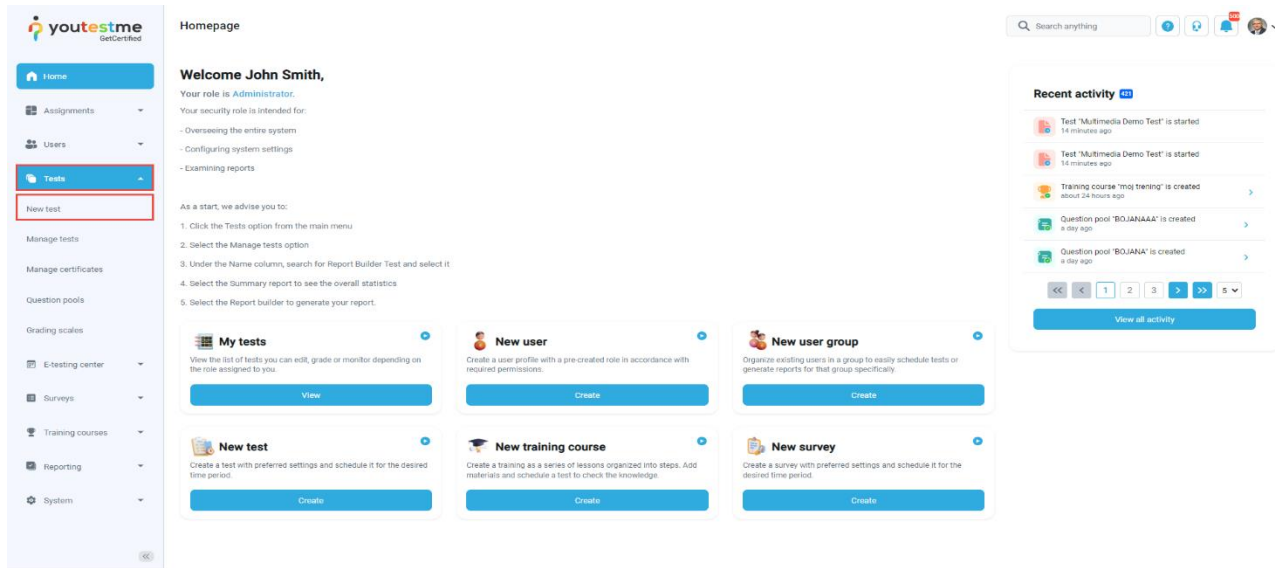 youtestme
GetCertified
Homepage
Search anything
?
500
Home
Assignments
Users
Tests
New test
Manage tests
Manage certificates
Question pools
Grading scales
E-testing center
Surveys
Training courses
Reporting
System
Welcome John Smith,
Your role is Administrator.
Your security role is intended for:
- Overseeing the entire system
- Configuring system settings
- Examining reports
As a start, we advise you to:
1. Click the Tests option from the main menu
2. Select the Manage tests option
3. Under the Name column, search for Report Builder Test and select it
4. Select the Summary report to see the overall statistics
5. Select the Report builder to generate your report.
My tests
View the list of tests you can edit, grade or monitor depending on
the role assigned to you.
View
New user
Create a user profile with a pre-created role in accordance with
required permissions.
Create
New user group
Organize existing users in a group to easily schedule tests or
generate reports for that group specifically.
Create
New test
Create a test with preferred settings and schedule it for the desired
time period.
Create
New training course
Create a training as a series of lessons organized into steps. Add
materials and schedule a test to check the knowledge.
Create
New survey
Create a survey with preferred settings and schedule it for the
desired time period.
Create
Recent activity 421
Test "Multimedia Demo Test" is started
14 minutes ago
Test "Multimedia Demo Test" is started
14 minutes ago
Training course "moj trening" is created
about 24 hours ago
Question pool "BOJANAAA" is created
a day ago
Question pool "BOJANA" is created
a day ago
<< < 1 2 3 > >> 5
View all activity